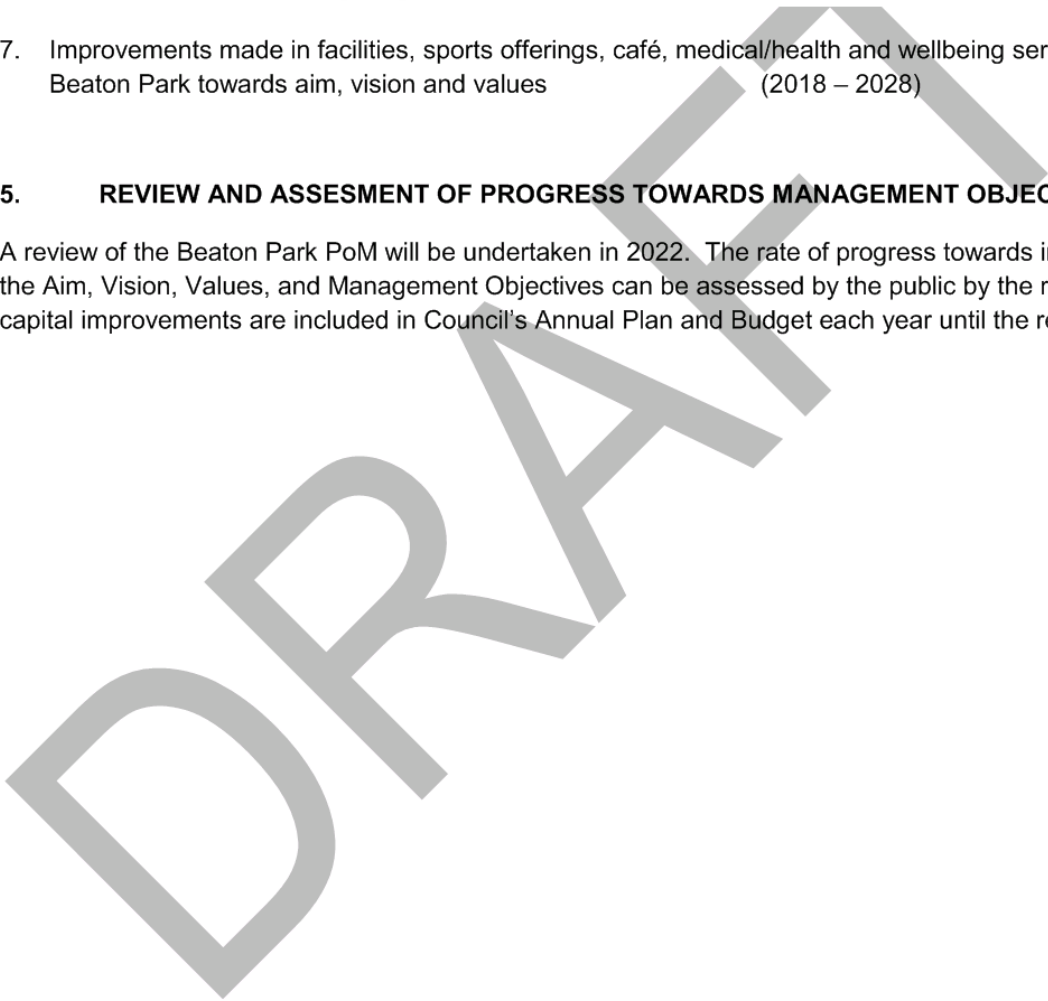 7. Improvements made in facilities, sports offerings, café, medical/health and wellbeing
Beaton Park towards aim, vision and values (2018 – 2028)
5. REVIEW AND ASSESMENT OF PROGRESS TOWARDS MANAGEMENT
A review of the Beaton Park PoM will be undertaken in 2022. The rate of progress towards
the Aim, Vision, Values, and Management Objectives can be assessed by the public by the
capital improvements are included in Council's Annual Plan and Budget each year until the
DRAFT